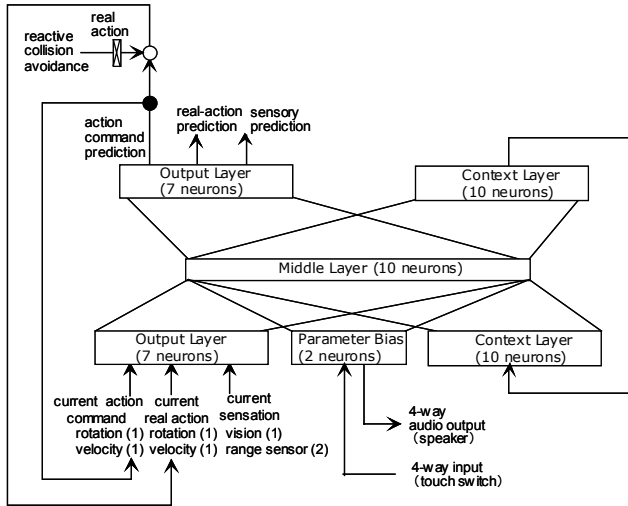 real
action
reactive
collision
avoidance
action
command
prediction
real-action
prediction
sensory
prediction
Output Layer
(7 neurons)
Context Layer
(10 neurons)
Middle Layer (10 neurons)
Output Layer
(7 neurons)
Parameter Bias
(2 neurons)
Context Layer
(10 neurons)
current action
command
rotation (1)
velocity (1)
current
real action
rotation (1)
velocity (1)
current
sensation
vision (1)
range sensor (2)
4-way
audio output
(speaker)
4-way input
(touch switch)